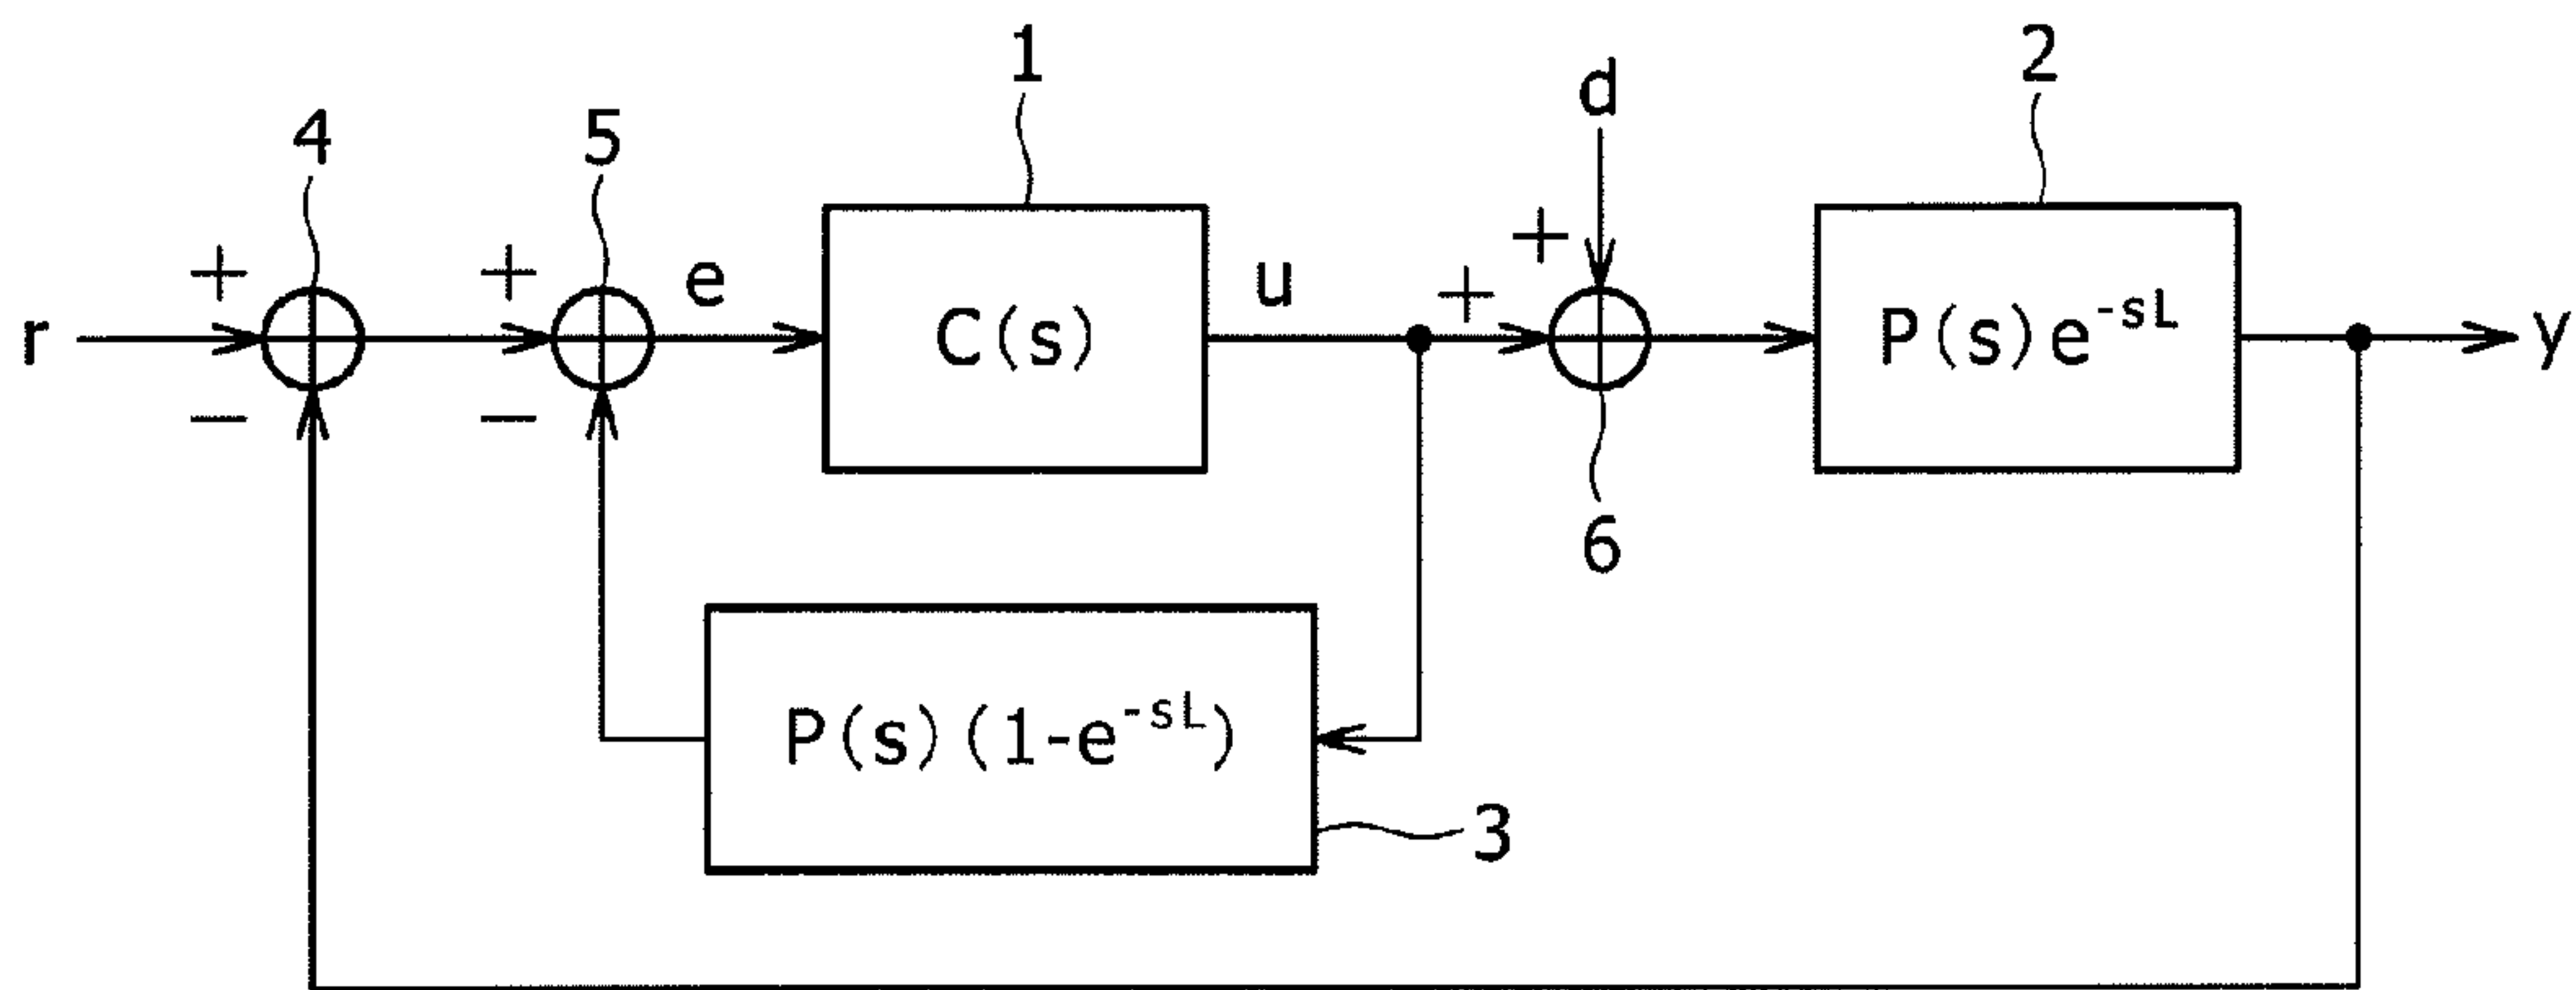 1
2
d
4
5
+
+
+
e
u
+
r
C(s)
P(s)e^{-sL}
y
−
−
6
P(s)(1-e^{-sL})
3